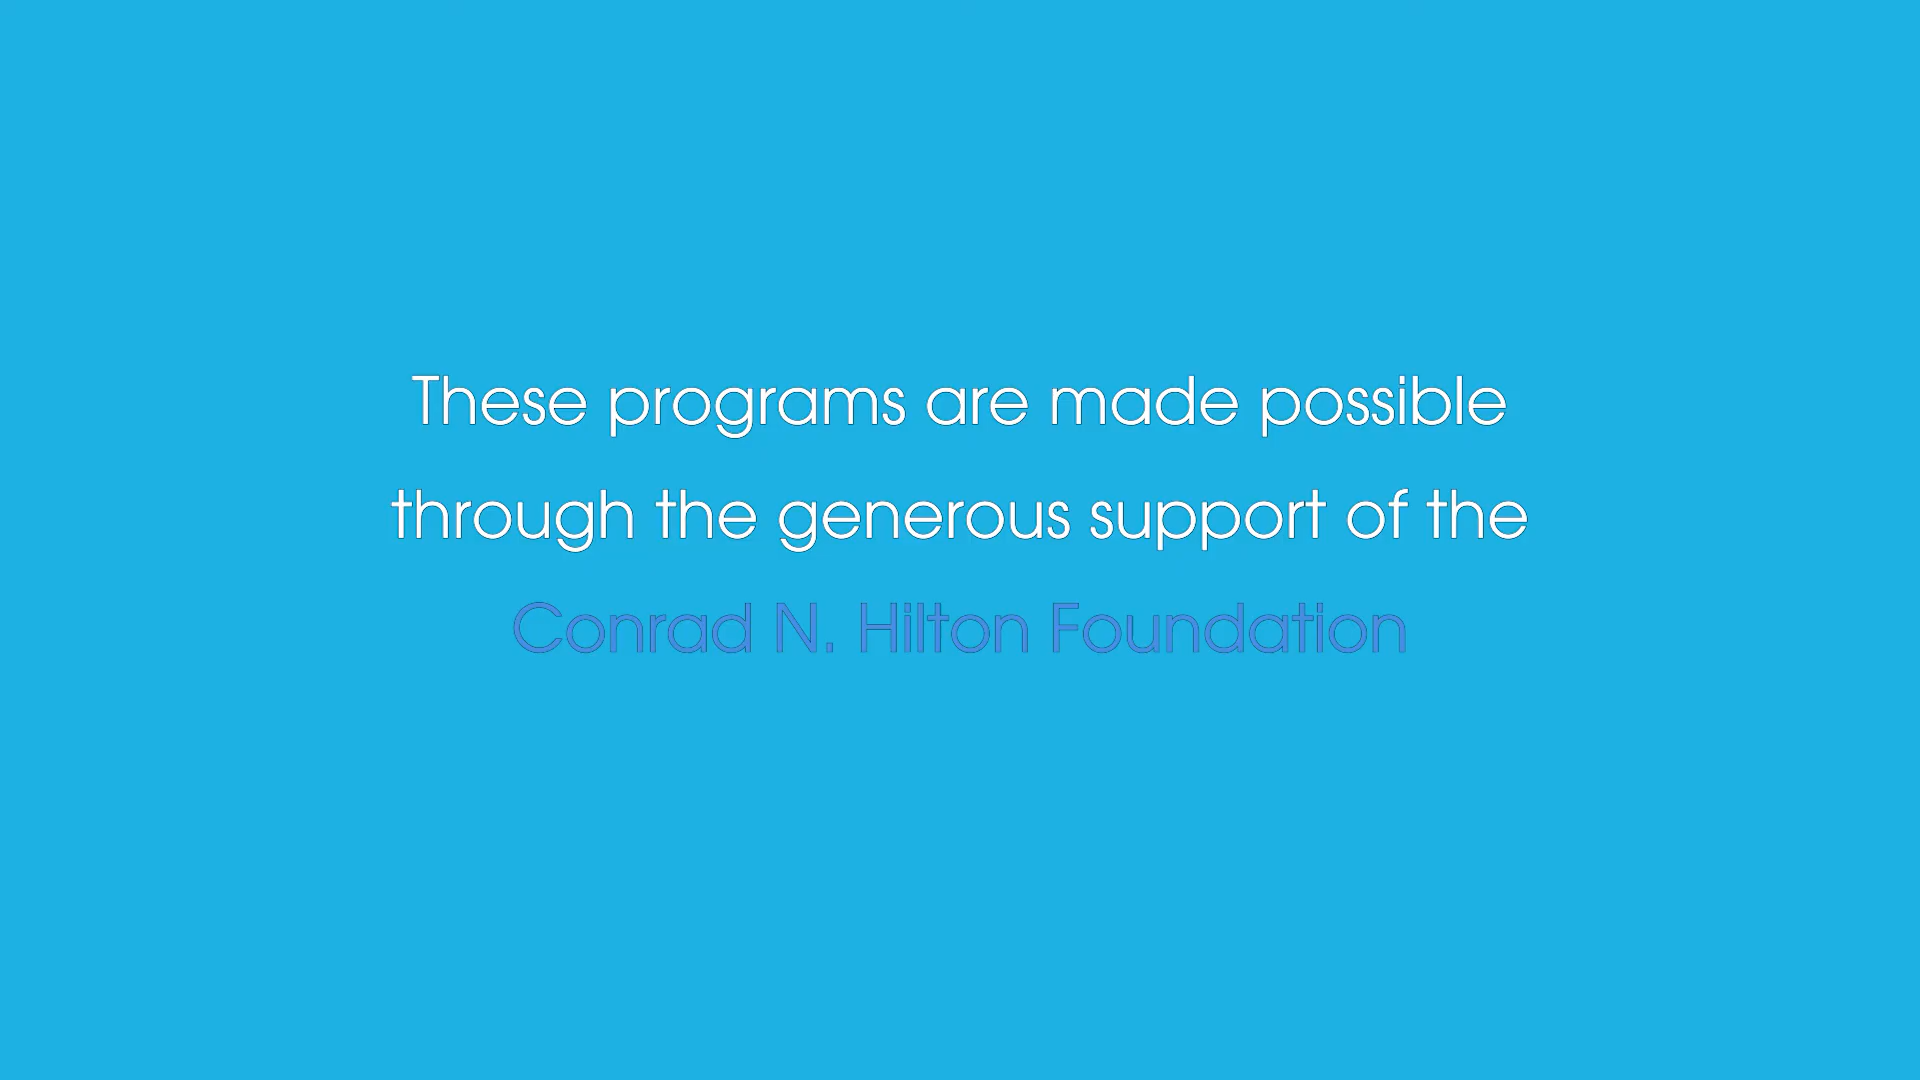 These programs are made possible
through the generous support of the
Conrad N. Hilton Foundation